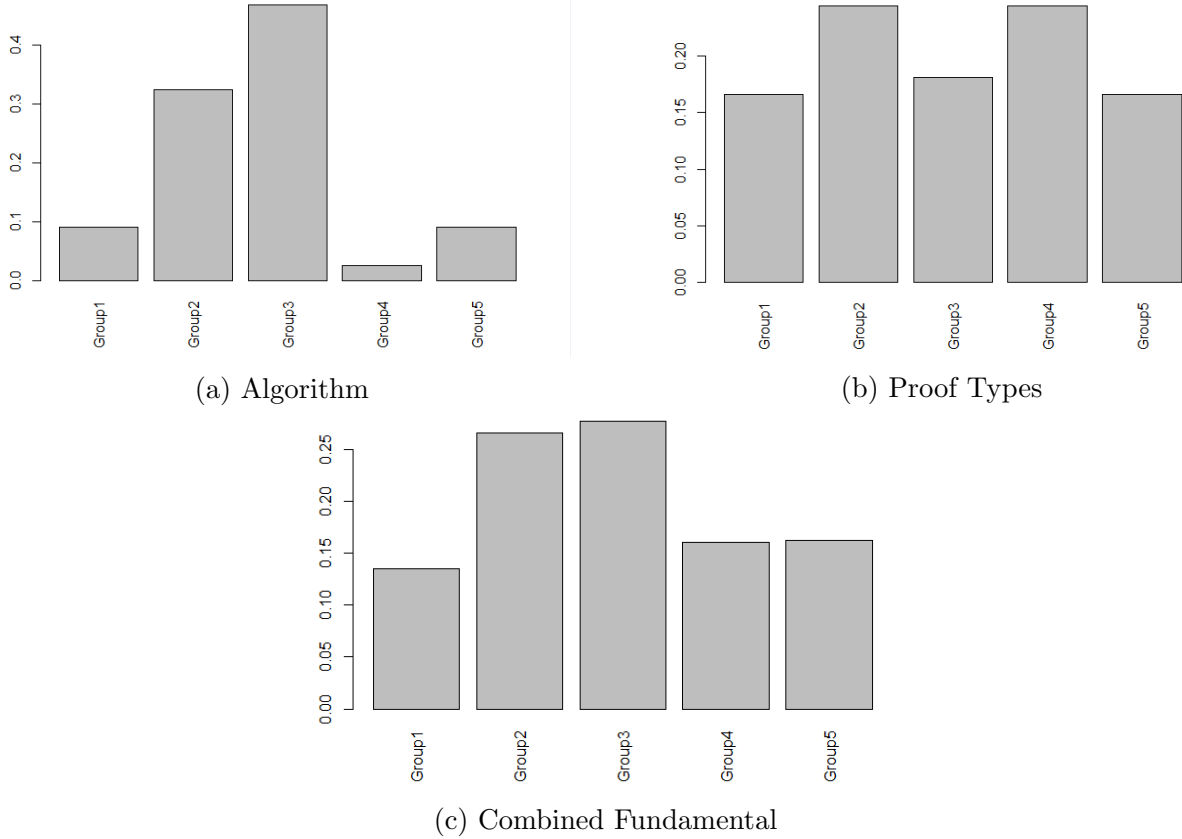 0.4
0.3
0.2
0.1
0.0
Group1
Group2
Group3
Group4
Group5
(a) Algorithm
0.20
0.15
0.10
0.05
0.00
Group1
Group2
Group3
Group4
Group5
(b) Proof Types
0.25
0.20
0.15
0.10
0.05
0.00
Group1
Group2
Group3
Group4
Group5
(c) Combined Fundamental